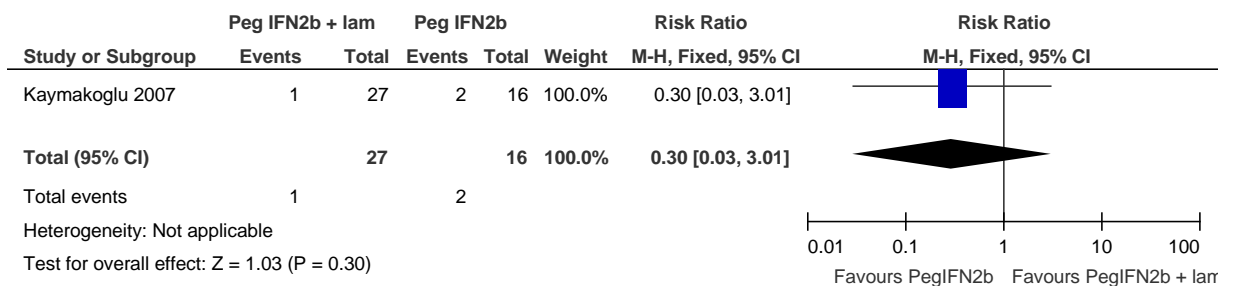 Peg IFN2b + lam Peg IFN2b Risk Ratio Risk Ratio
Study or Subgroup Events Total Events Total Weight M-H, Fixed, 95% CI M-H, Fixed, 95% CI
Kaymakoglu 2007 1 27 2 16 100.0% 0.30 [0.03, 3.01]
Total (95% CI) 27 16 100.0% 0.30 [0.03, 3.01]
Total events 1 2
Heterogeneity: Not applicable
Test for overall effect: Z = 1.03 (P = 0.30)
0.01 0.1 1 10 100
Favours PegIFN2b Favours PegIFN2b + lam